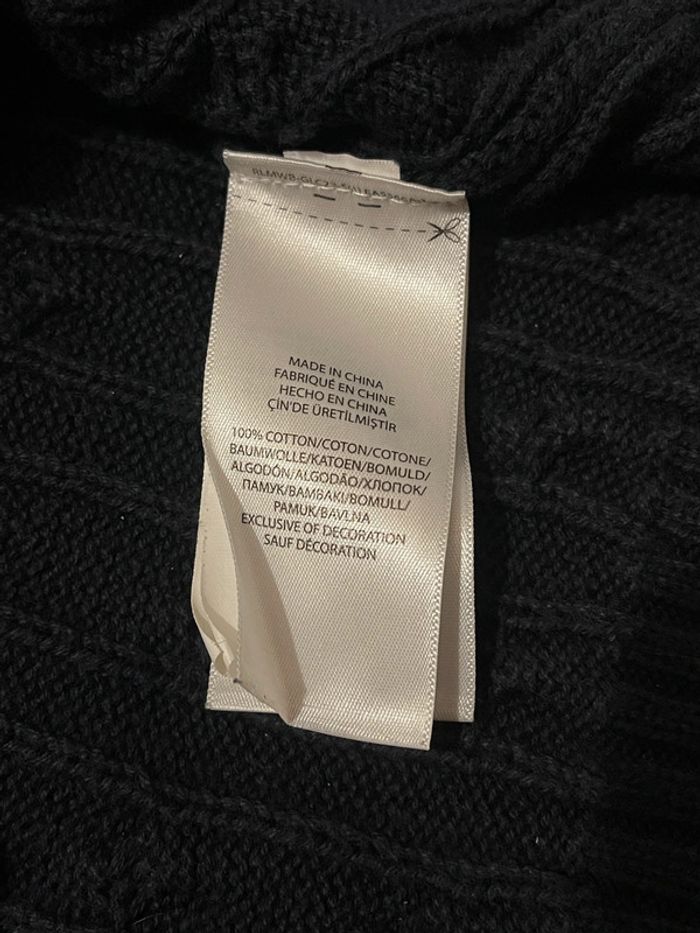 MADE IN CHINA
FABRIQUÉ EN CHINE
HECHO EN CHINA
ÇİN'DE ÜRETİLMİŞTİR
100% COTTON/COTON/COTONE/
BAUMWOLLE/KATOEN/BOMULD/
ALGODÓN/ALGODÃO/ХЛОПОК/
ПАМУК/BAMBAKI/BOMULL/
PAMUK/BAVLNA
EXCLUSIVE OF DECORATION
SAUF DÉCORATION